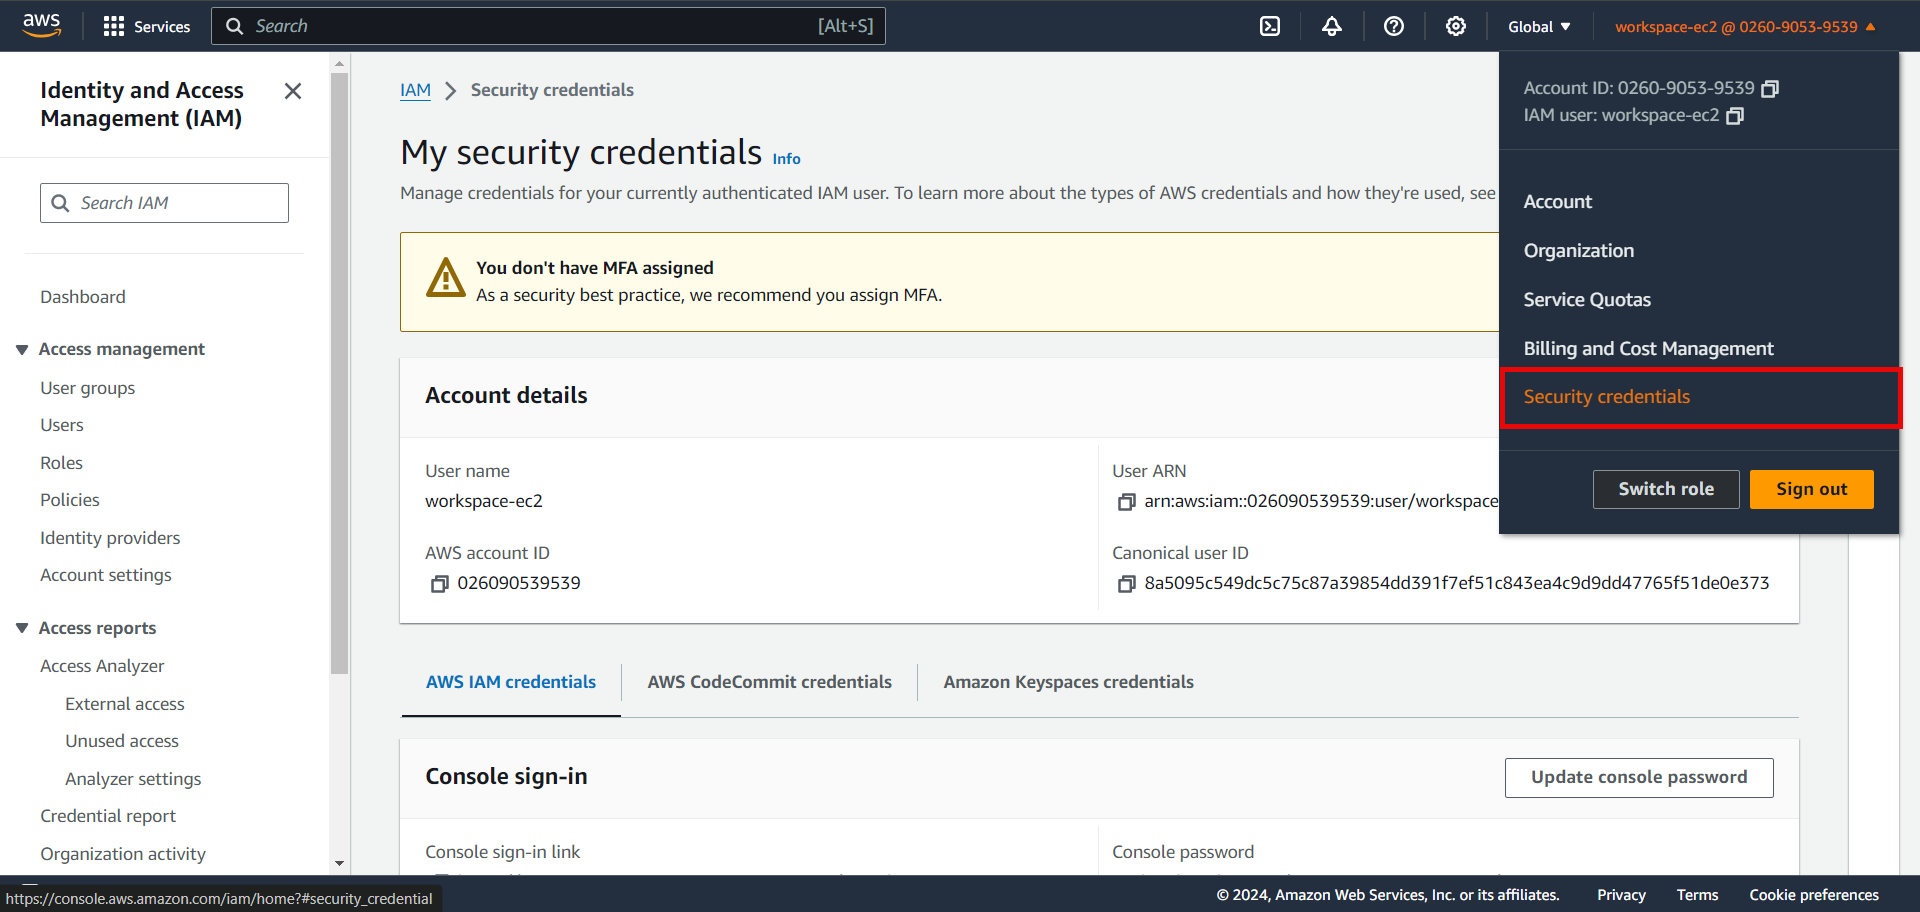 aws
Services
Search
[Alt+S]
Global
workspace-ec2 @ 0260-9053-9539
Identity and Access
Management (IAM)
Search IAM
Dashboard
Access management
User groups
Users
Roles
Policies
Identity providers
Account settings
Access reports
Access Analyzer
External access
Unused access
Analyzer settings
Credential report
Organization activity
IAM
Security credentials
My security credentials Info
Manage credentials for your currently authenticated IAM user. To learn more about the types of AWS credentials and how they're used, see
You don't have MFA assigned
As a security best practice, we recommend you assign MFA.
Account details
User name
workspace-ec2
User ARN
arn:aws:iam::026090539539:user/workspace
AWS account ID
026090539539
Canonical user ID
8a5095c549dc5c75c87a39854dd391f7ef51c843ea4c9d9dd47765f51de0e373
AWS IAM credentials
AWS CodeCommit credentials
Amazon Keyspaces credentials
Console sign-in
Update console password
Console sign-in link
Console password
Account ID: 0260-9053-9539
IAM user: workspace-ec2
Account
Organization
Service Quotas
Billing and Cost Management
Security credentials
Switch role
Sign out
https://console.aws.amazon.com/iam/home?#security_credential
© 2024, Amazon Web Services, Inc. or its affiliates.
Privacy
Terms
Cookie preferences